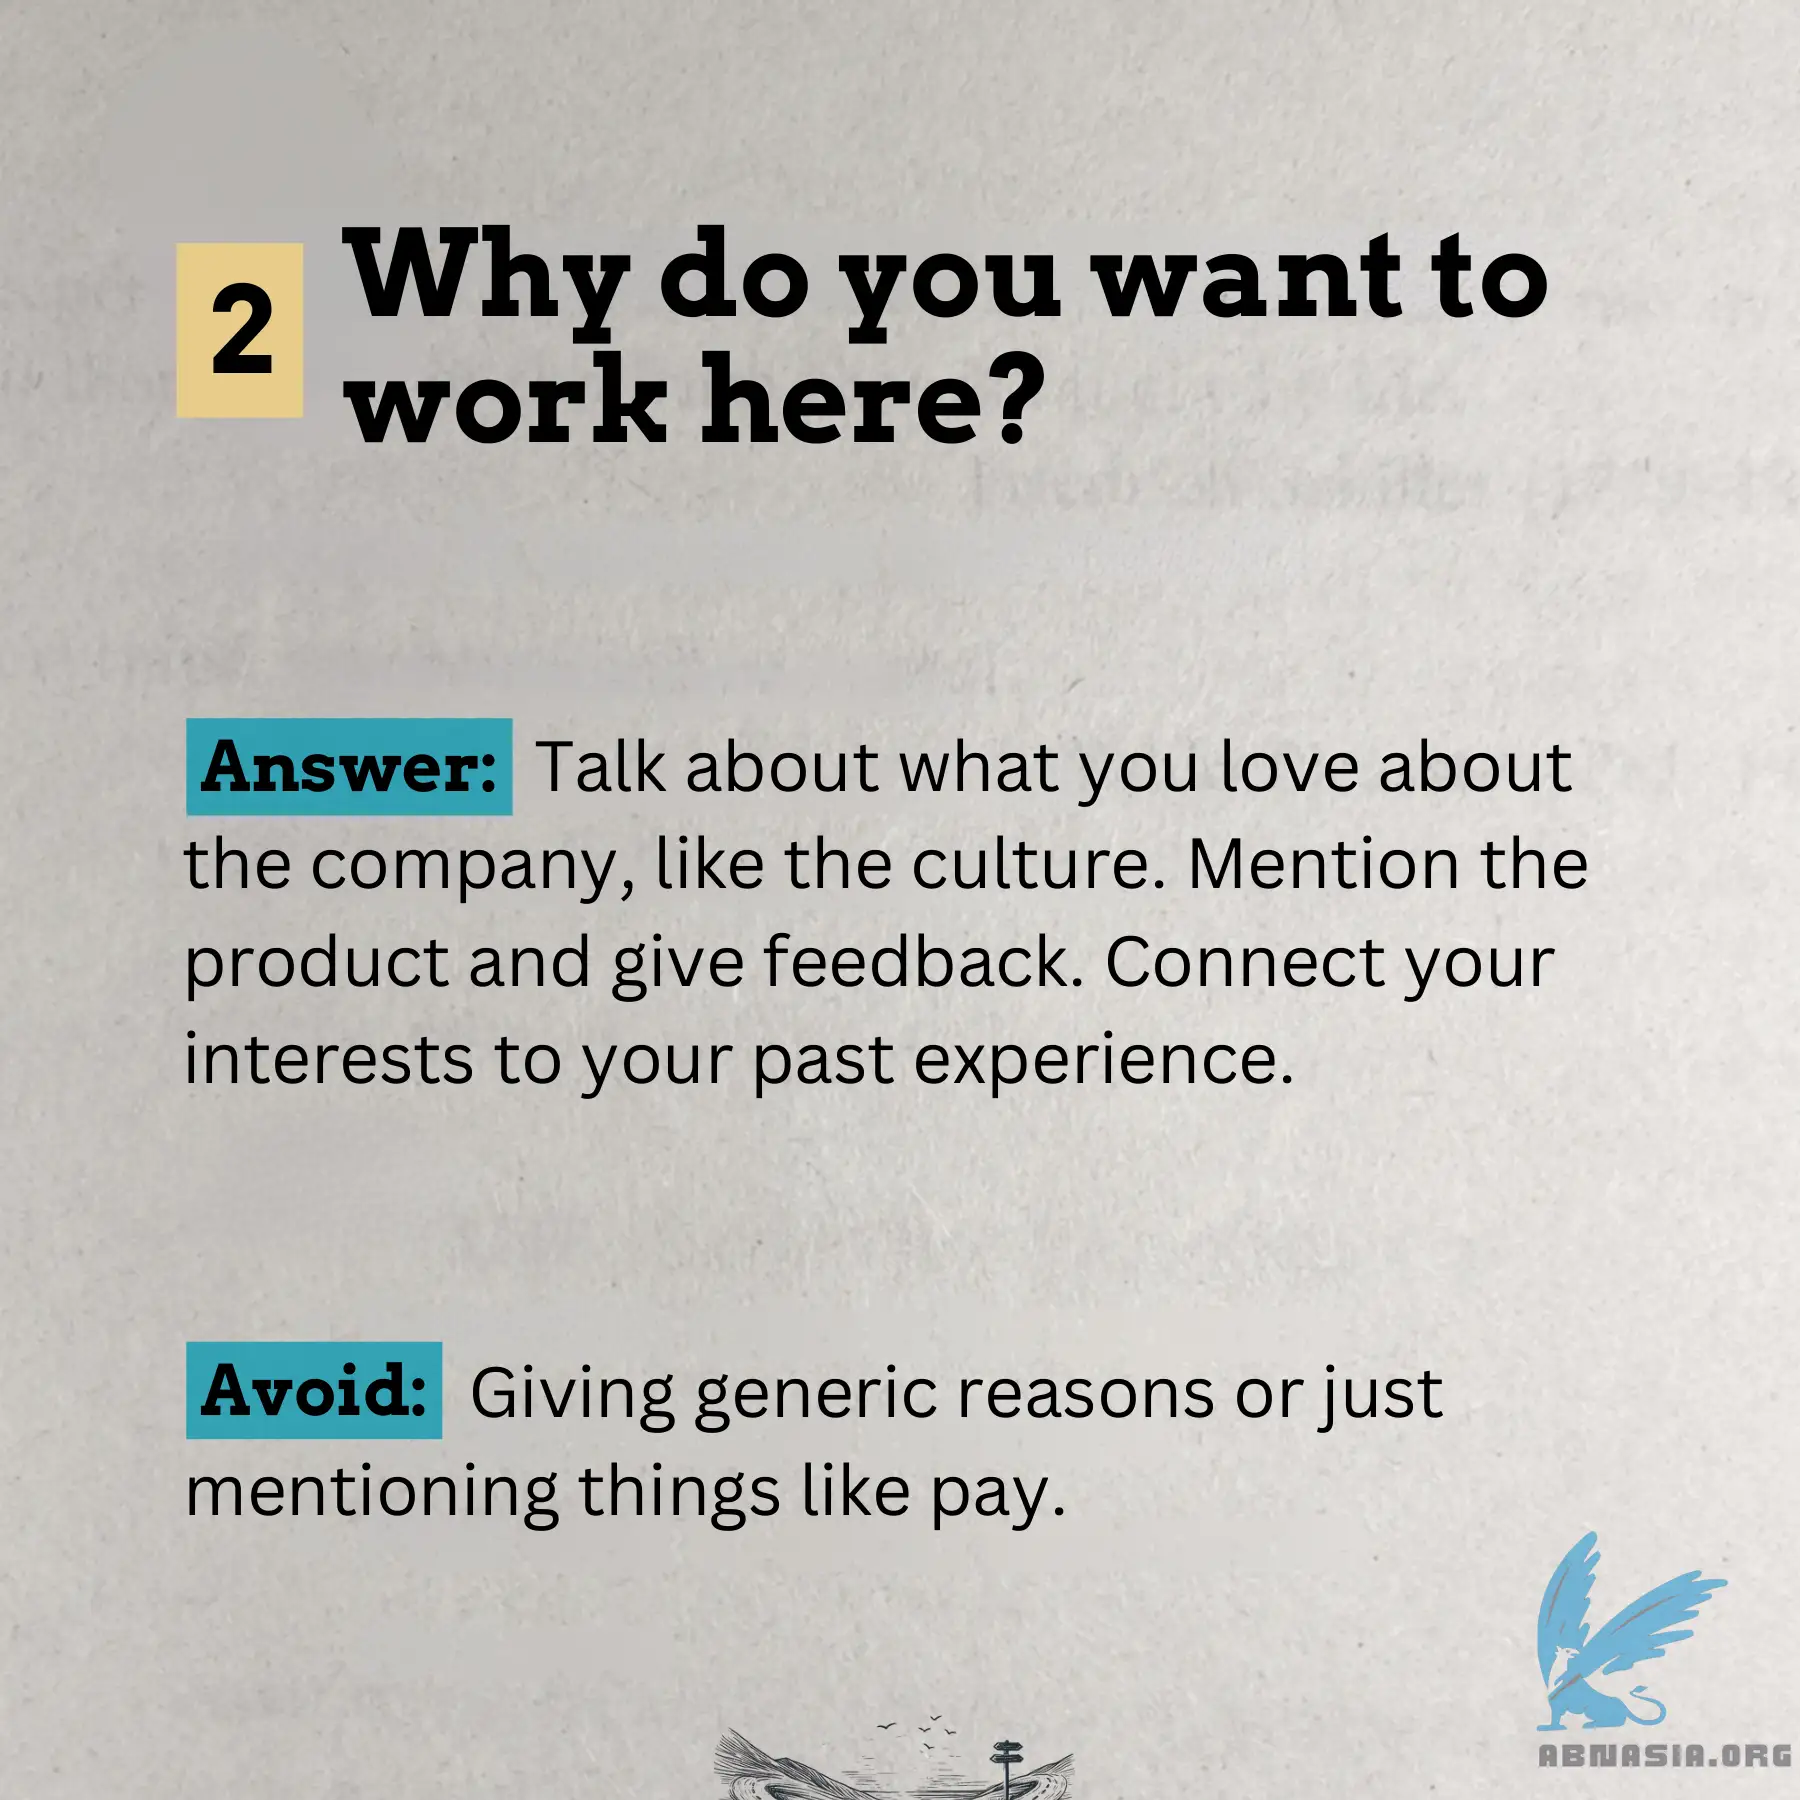 2
Why do you want to
work here?
Answer: Talk about what you love about
the company, like the culture. Mention the
product and give feedback. Connect your
interests to your past experience.
Avoid: Giving generic reasons or just
mentioning things like pay.
ABNASIA.ORG